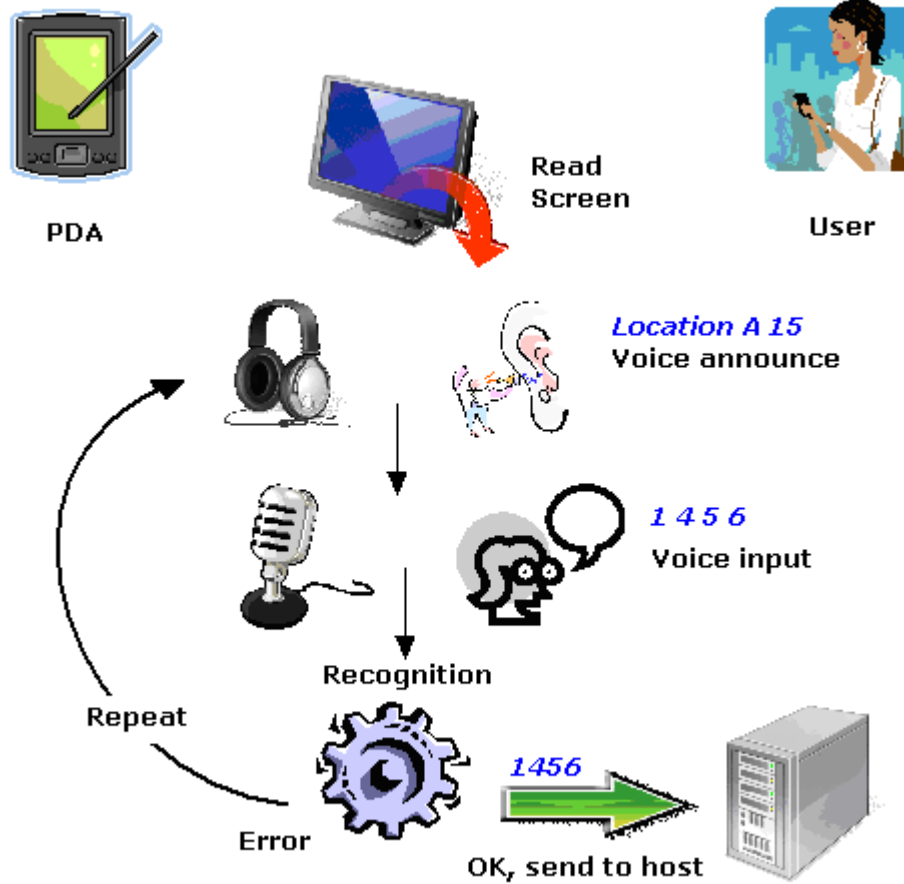 PDA
Read
Screen
User
Location A 15
Voice announce
1 4 5 6
Voice input
Recognition
Repeat
1456
Error
OK, send to host